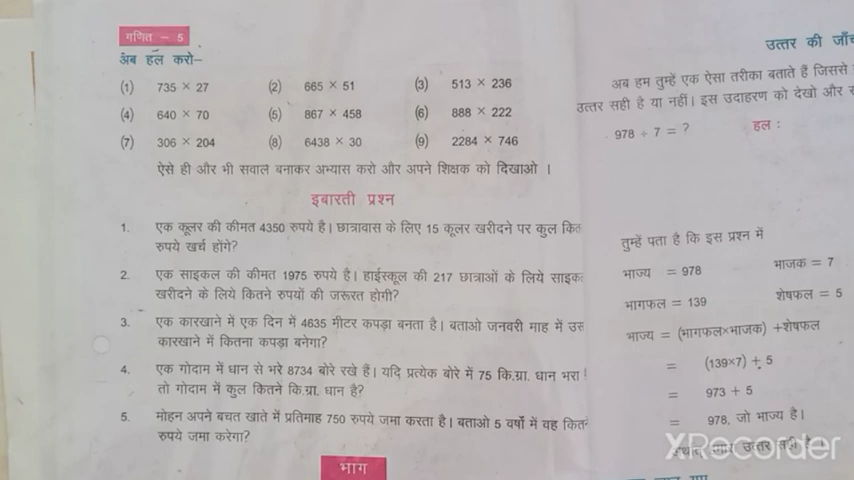 गणित – 5
अब हल करो–
(1) 735 × 27 (2) 665 × 51 (3) 513 × 236
(4) 640 × 70 (5) 867 × 458 (6) 888 × 222
(7) 306 × 204 (8) 6438 × 30 (9) 2284 × 746
ऐसे ही और भी सवाल बनाकर अभ्यास करो और अपने शिक्षक को दिखाओ ।
इबारती प्रश्न
1. एक कूलर की कीमत 4350 रुपये है। छात्रावास के लिए 15 कूलर खरीदने पर कुल
रुपये खर्च होंगे?
2. एक साइकल की कीमत 1975 रुपये है। हाईस्कूल की 217 छात्राओं के लिये
खरीदने के लिये कितने रुपयों की जरूरत होगी?
3. एक कारखाने में एक दिन में 4635 मीटर कपड़ा बनता है। बताओ जनवरी माह में उस
कारखाने में कितना कपड़ा बनेगा?
4. एक गोदाम में धान से भरे 8734 बोरे रखे हैं। यदि प्रत्येक बोरे में 75 कि.ग्रा. धान भरा
तो गोदाम में कुल कितने कि.ग्रा. धान है?
5. मोहन अपने बचत खाते में प्रतिमाह 750 रुपये जमा करता है। बताओ 5 वर्षों में वह
रुपये जमा करेगा?
भाग
उत्तर की
अब हम तुम्हें एक ऐसा तरीका बताते हैं जिससे
उत्तर सही है या नहीं। इस उदाहरण को देखो और
978 ÷ 7 = ? हल :
तुम्हें पता है कि इस प्रश्न में
भाज्य = 978 भाजक = 7
भागफल = 139 शेषफल = 5
भाज्य = (भागफल×भाजक) +शेषफल
= (139×7) + 5
= 973 + 5
= 978, जो भाज्य है।
उत्तर सही है ।
XRecorder